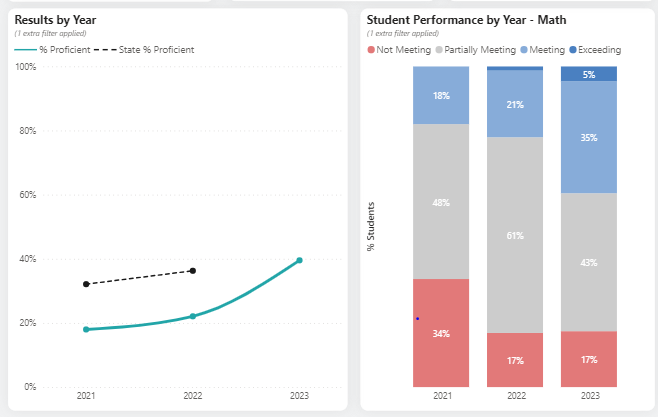 Results by Year
(1 extra filter applied)
% Proficient State % Proficient
100%
80%
60%
40%
20%
0%
2021 2022 2023
Student Performance by Year - Math
(1 extra filter applied)
Not Meeting Partially Meeting Meeting Exceeding
% Students
18%
48%
34%
21%
61%
17%
5%
35%
43%
17%
2021 2022 2023